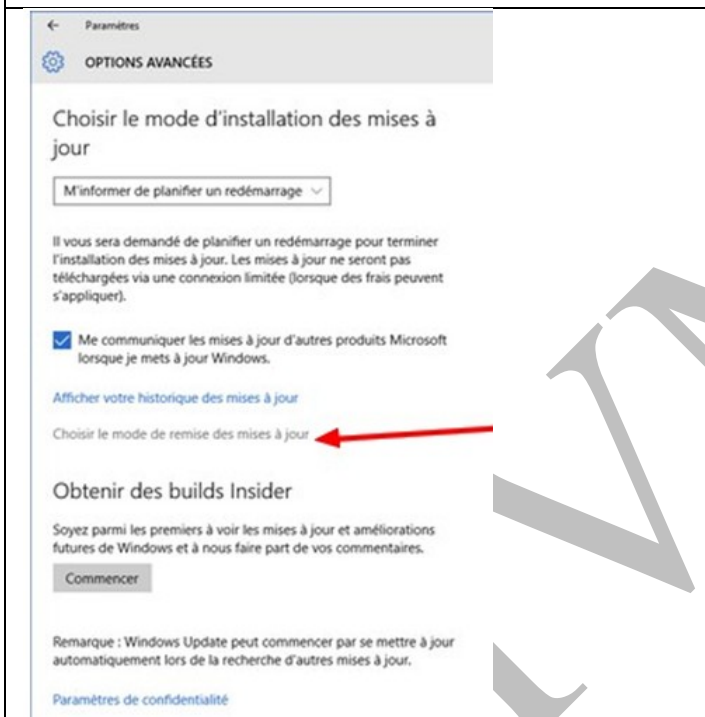 ← Paramètres
OPTIONS AVANCÉES
Choisir le mode d'installation des mises à
jour
M'informer de planifier un redémarrage
Il vous sera demandé de planifier un redémarrage pour terminer
l'installation des mises à jour. Les mises à jour ne seront pas
téléchargées via une connexion limitée (lorsque des frais peuvent
s'appliquer).
Me communiquer les mises à jour d'autres produits Microsoft
lorsque je mets à jour Windows.
Afficher votre historique des mises à jour
Choisir le mode de remise des mises à jour
Obtenir des builds Insider
Soyez parmi les premiers à voir les mises à jour et améliorations
futures de Windows et à nous faire part de vos commentaires.
Commencer
Remarque : Windows Update peut commencer par se mettre à jour
automatiquement lors de la recherche d'autres mises à jour.
Paramètres de confidentialité